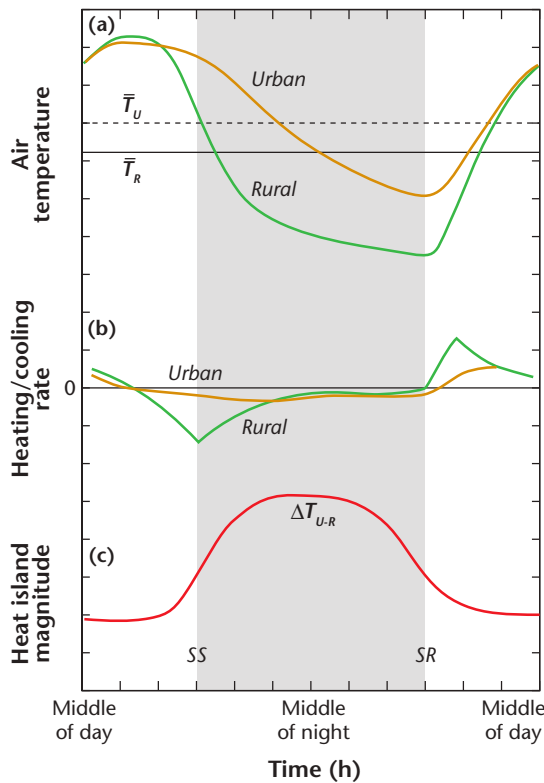 (a)
Urban
T̅U
T̅R
Rural
Air
temperature
(b)
Urban
0
Rural
Heating/cooling
rate
ΔTU-R
(c)
Heat island
magnitude
SS
SR
Middle
of day
Middle
of night
Middle
of day
Time (h)